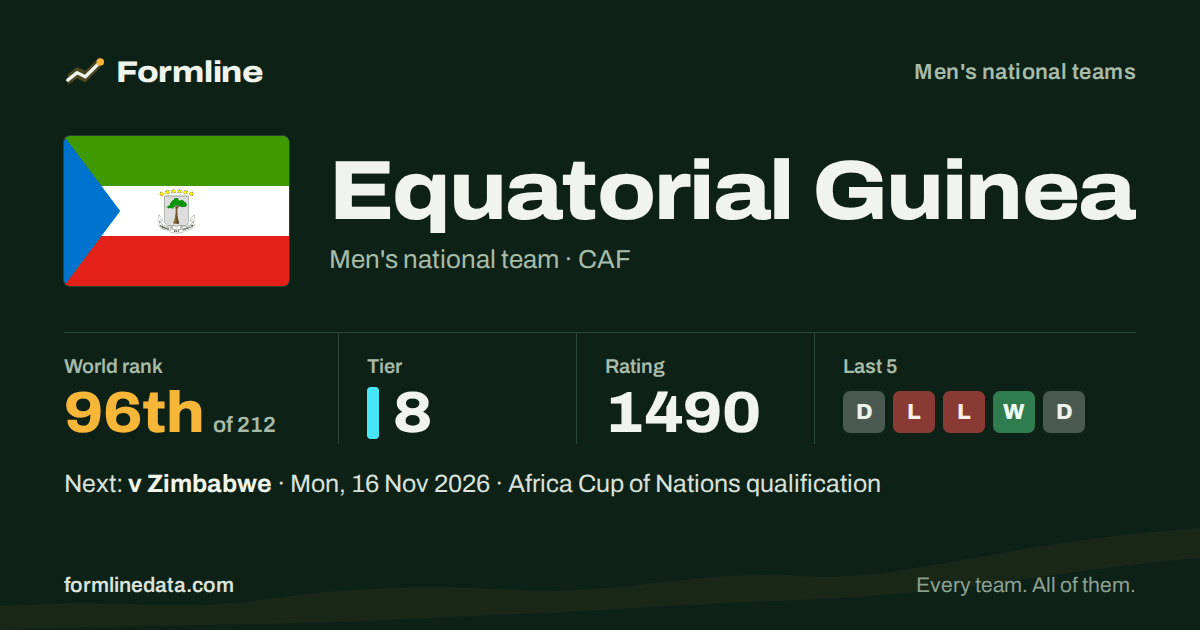 Formline
Men's national teams
Equatorial Guinea
Men's national team · CAF
World rank
96th of 212
Tier
8
Rating
1490
Last 5
D L L W D
Next: v Zimbabwe · Mon, 16 Nov 2026 · Africa Cup of Nations qualification
formlinedata.com
Every team. All of them.